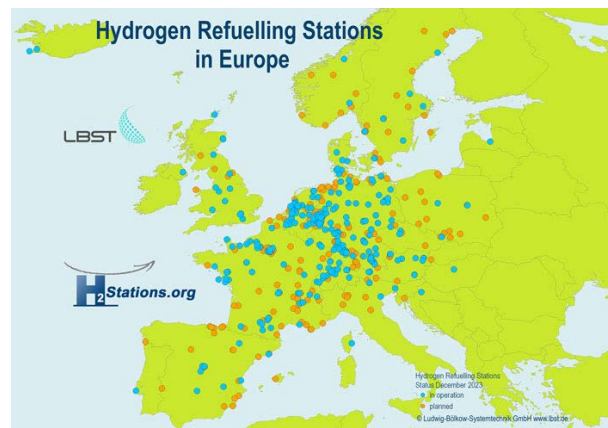 Hydrogen Refuelling Stations
in Europe
LBST
H2Stations.org
Hydrogen Refuelling Stations
Status December 2023
in operation
planned
© Ludwig-Bölkow-Systemtechnik GmbH www.lbst.de